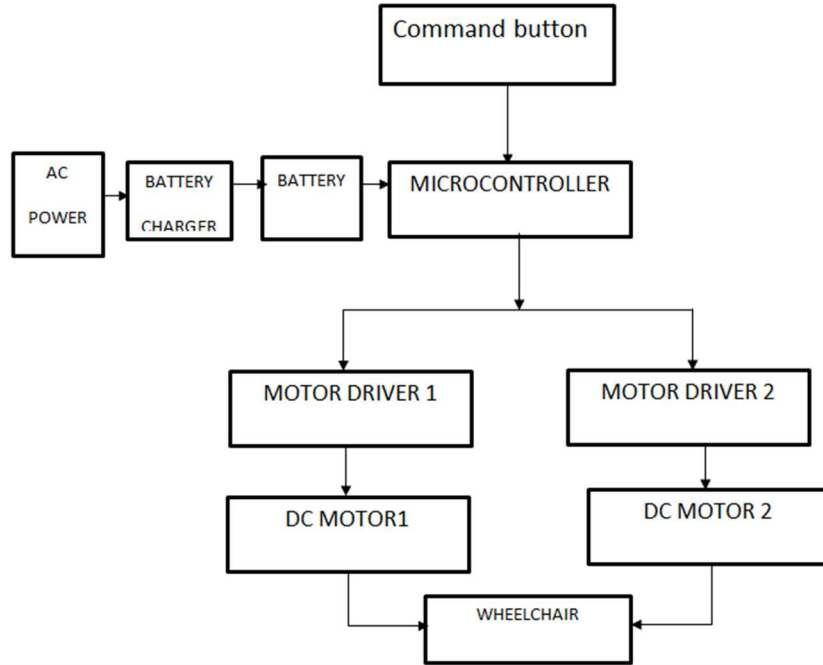 Command button
AC
POWER
BATTERY
CHARGER
BATTERY
MICROCONTROLLER
MOTOR DRIVER 1
MOTOR DRIVER 2
DC MOTOR1
DC MOTOR 2
WHEELCHAIR